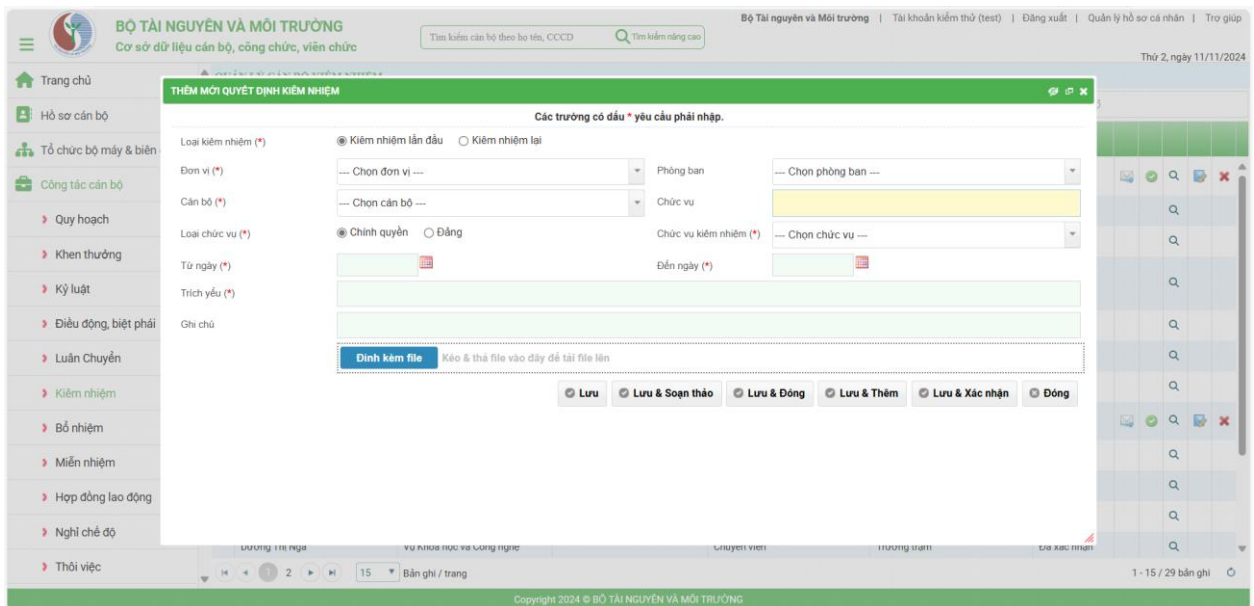 Bộ Tài nguyên và Môi trường | Tài khoản kiểm thử (test) | Đăng xuất | Quản lý hồ sơ cá nhân | Trợ giúp
BỘ TÀI NGUYÊN VÀ MÔI TRƯỜNG
Cơ sở dữ liệu cán bộ, công chức, viên chức
Tìm kiếm cán bộ theo họ tên, CCCD
Tìm kiếm nâng cao
Thứ 2, ngày 11/11/2024
Trang chủ
Hồ sơ cán bộ
Tổ chức bộ máy & biên
Công tác cán bộ
Quy hoạch
Khen thưởng
Kỷ luật
Điều động, biệt phái
Luân Chuyển
Kiêm nhiệm
Bổ nhiệm
Miễn nhiệm
Hợp đồng lao động
Nghỉ chế độ
Thôi việc
QUẢN LÝ CÁN BỘ KIÊM NHIỆM
THÊM MỚI QUYẾT ĐỊNH KIÊM NHIỆM
Các trường có dấu * yêu cầu phải nhập.
Loại kiêm nhiệm (*) Kiêm nhiệm lần đầu Kiêm nhiệm lại
Đơn vị (*) --- Chọn đơn vị --- Phòng ban --- Chọn phòng ban ---
Cán bộ (*) --- Chọn cán bộ --- Chức vụ
Loại chức vụ (*) Chính quyền Đảng Chức vụ kiêm nhiệm (*) --- Chọn chức vụ ---
Từ ngày (*) Đến ngày (*)
Trích yếu (*)
Ghi chú
Đính kèm file Kéo & thả file vào đây để tải file lên
Lưu Lưu & Soạn thảo Lưu & Đóng Lưu & Thêm Lưu & Xác nhận Đóng
Dương Thị Nga Vụ Khoa học và Công nghệ Chuyên viên Trưởng trạm Đã xác nhận
1 2 15 Bản ghi / trang 1 - 15 / 29 bản ghi
Copyright 2024 © BỘ TÀI NGUYÊN VÀ MÔI TRƯỜNG